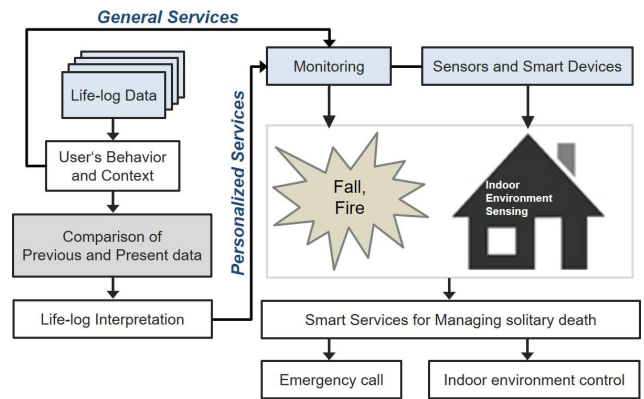 General Services
Life-log Data
User‘s Behavior
and Context
Comparison of
Previous and Present data
Life-log Interpretation
Personalized Services
Monitoring
Sensors and Smart Devices
Fall,
Fire
Indoor
Environment
Sensing
Smart Services for Managing solitary death
Emergency call
Indoor environment control